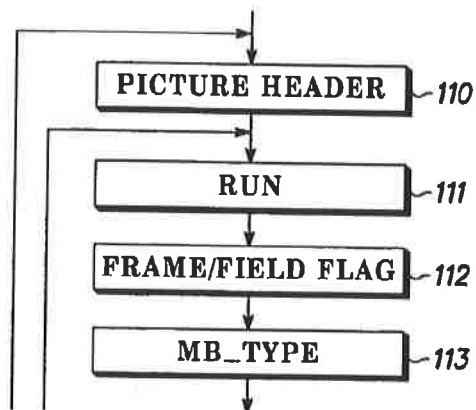 PICTURE HEADER 110
RUN 111
FRAME/FIELD FLAG 112
MB_TYPE 113